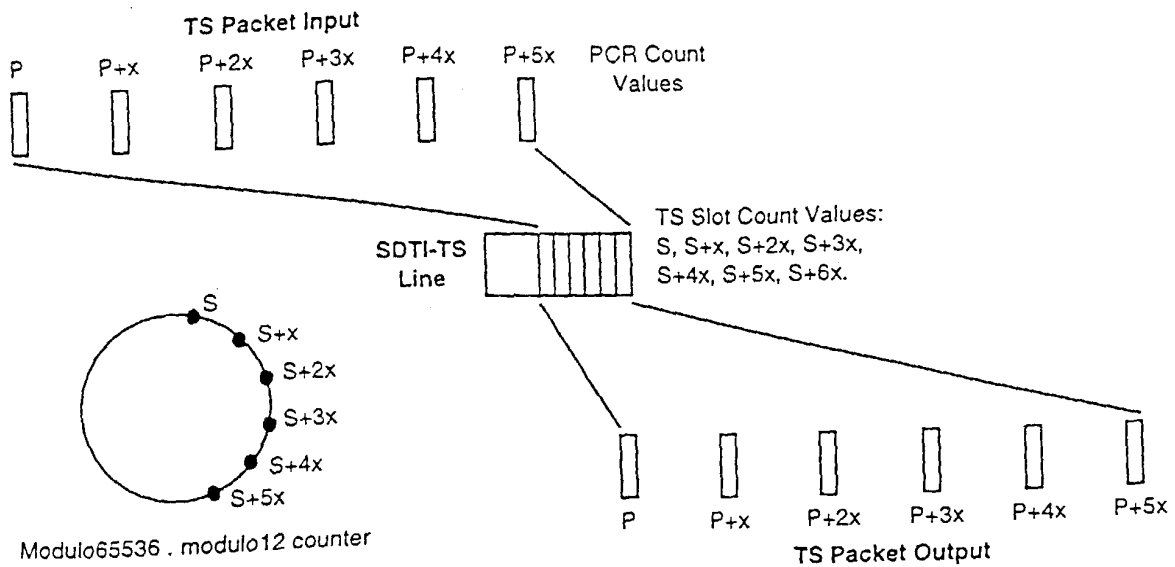 TS Packet Input
P P+x P+2x P+3x P+4x P+5x PCR Count
Values
SDTI-TS
Line
TS Slot Count Values:
S, S+x, S+2x, S+3x,
S+4x, S+5x, S+6x.
S
S+x
S+2x
S+3x
S+4x
S+5x
Modulo65536 . modulo12 counter
P P+x P+2x P+3x P+4x P+5x
TS Packet Output